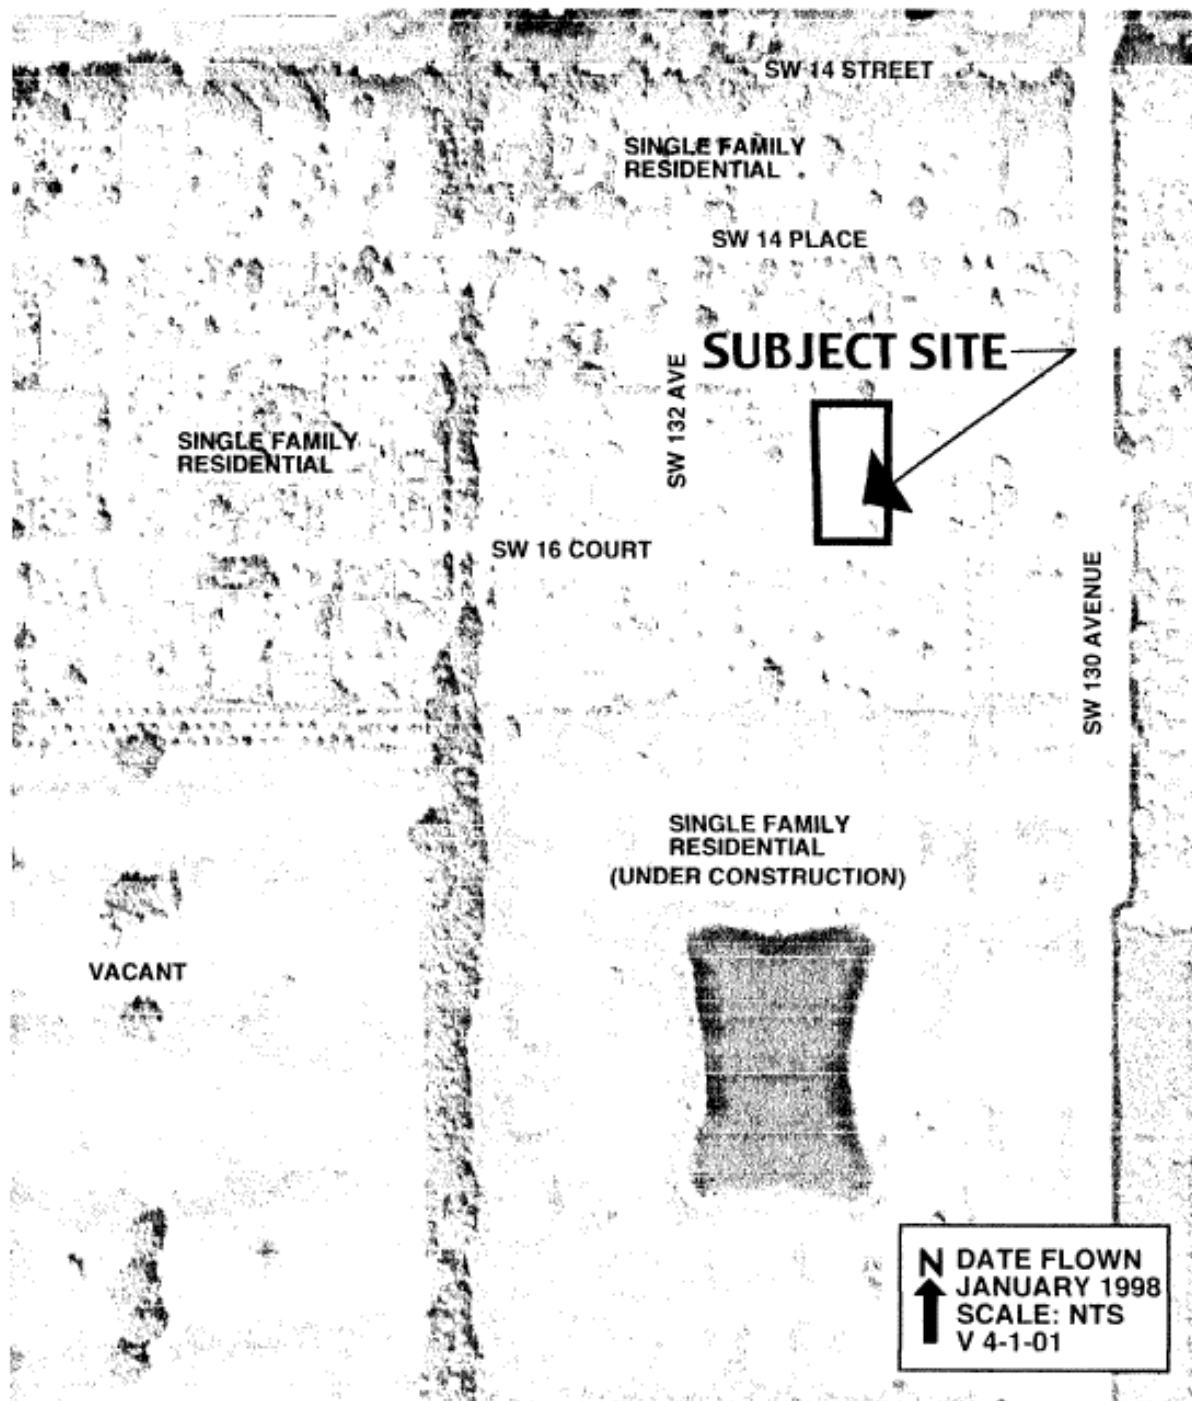 SW 14 STREET
SINGLE FAMILY
RESIDENTIAL
SW 14 PLACE
SUBJECT SITE
SW 132 AVE
SINGLE FAMILY
RESIDENTIAL
SW 16 COURT
SW 130 AVENUE
SINGLE FAMILY
RESIDENTIAL
(UNDER CONSTRUCTION)
VACANT
N
DATE FLOWN
JANUARY 1998
SCALE: NTS
V 4-1-01